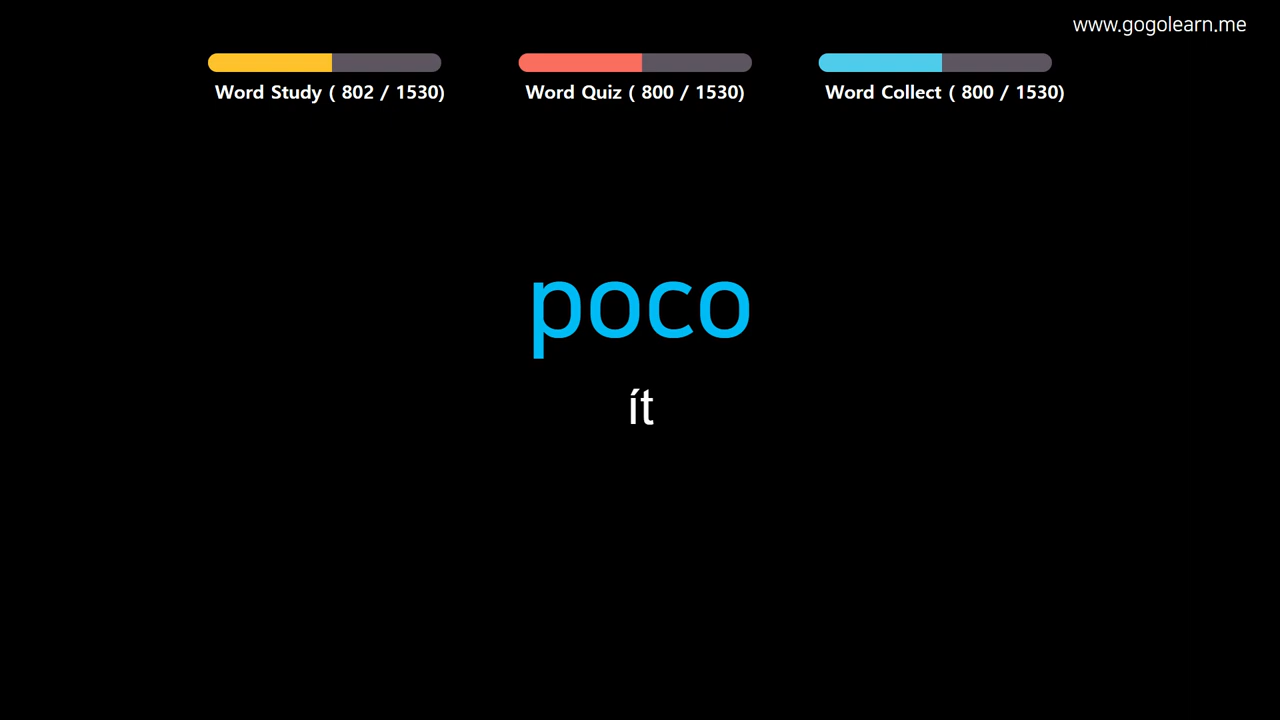 www.gogolearn.me
Word Study ( 802 / 1530)
Word Quiz ( 800 / 1530)
Word Collect ( 800 / 1530)
poco
ít